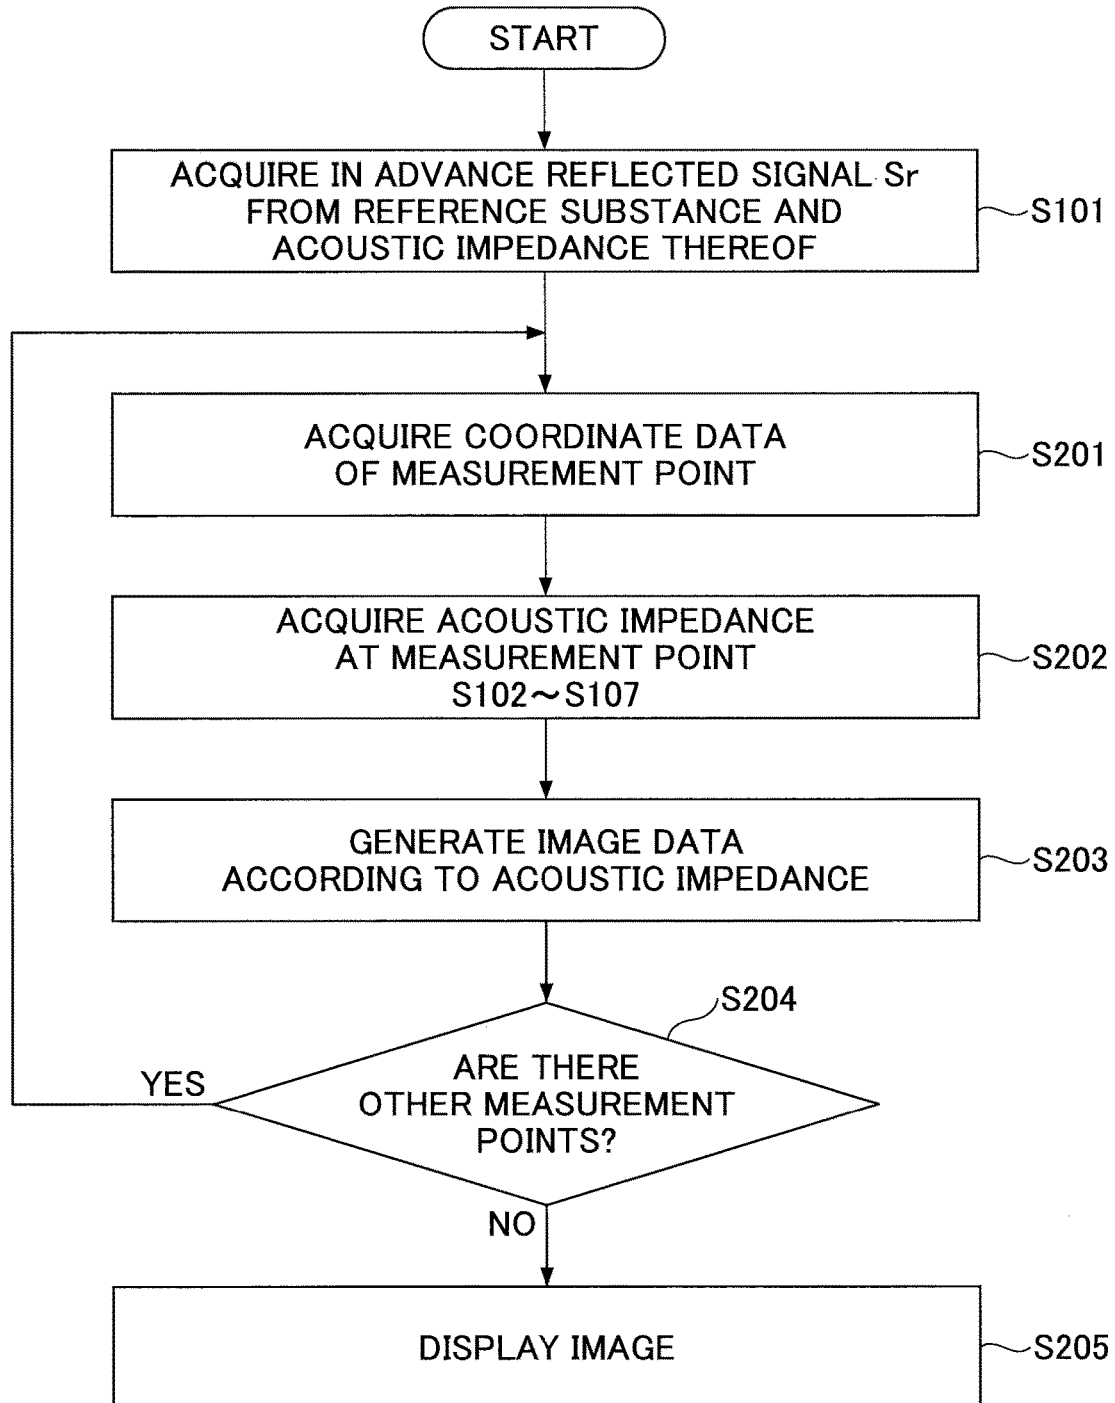 START
ACQUIRE IN ADVANCE REFLECTED SIGNAL Sr
FROM REFERENCE SUBSTANCE AND
ACOUSTIC IMPEDANCE THEREOF
S101
ACQUIRE COORDINATE DATA
OF MEASUREMENT POINT
S201
ACQUIRE ACOUSTIC IMPEDANCE
AT MEASUREMENT POINT
S102～S107
S202
GENERATE IMAGE DATA
ACCORDING TO ACOUSTIC IMPEDANCE
S203
S204
ARE THERE
OTHER MEASUREMENT
POINTS?
YES
NO
DISPLAY IMAGE
S205